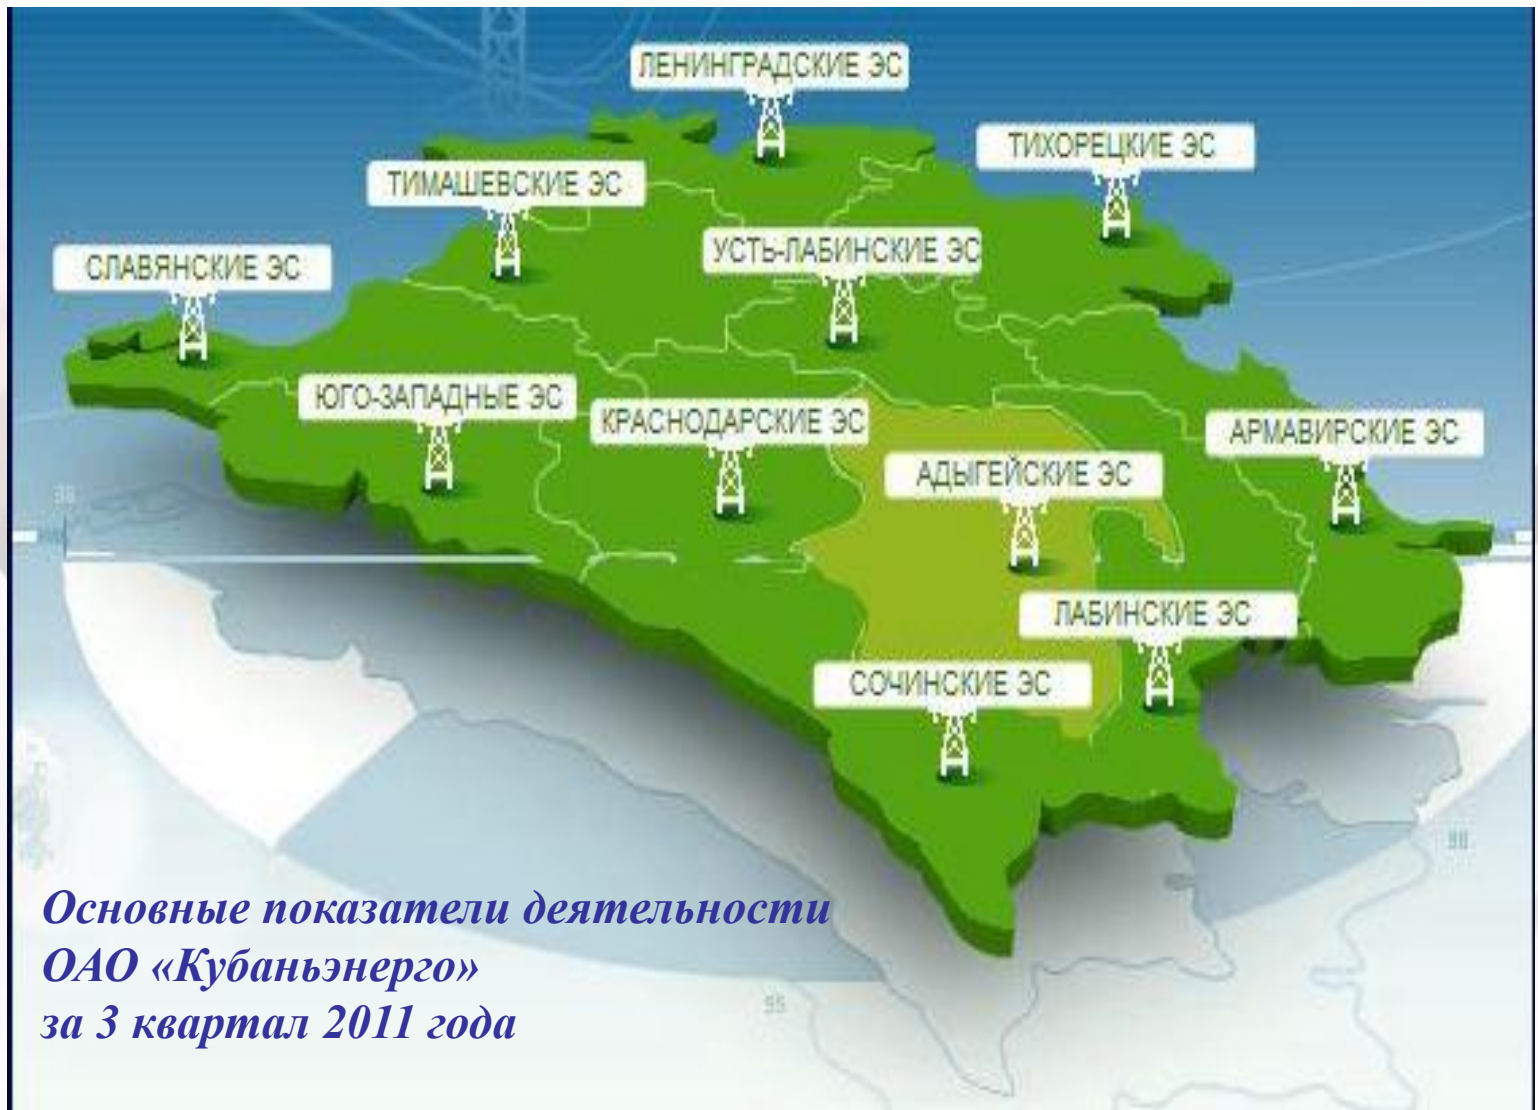 ЛЕНИНГРАДСКИЕ ЭС
ТИХОРЕЦКИЕ ЭС
ТИМАШЕВСКИЕ ЭС
УСТЬ-ЛАБИНСКИЕ ЭС
СЛАВЯНСКИЕ ЭС
ЮГО-ЗАПАДНЫЕ ЭС
КРАСНОДАРСКИЕ ЭС
АРМАВИРСКИЕ ЭС
АДЫГЕЙСКИЕ ЭС
ЛАБИНСКИЕ ЭС
СОЧИНСКИЕ ЭС
Основные показатели деятельности
ОАО «Кубаньэнерго»
за 3 квартал 2011 года